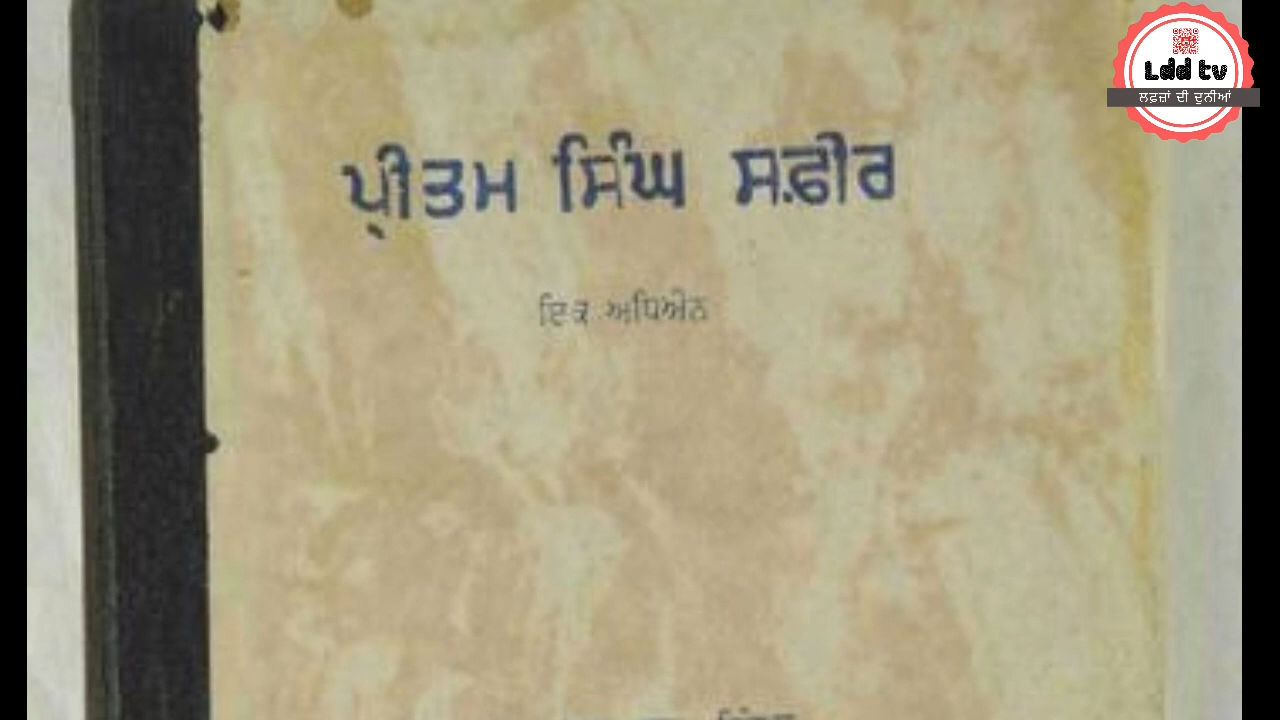 Ldd tv
ਲਫ਼ਜ਼ਾਂ ਦੀ ਦੁਨੀਆਂ
ਪ੍ਰੀਤਮ ਸਿੰਘ ਸਫ਼ੀਰ
ਇਕ ਅਧਿਐਨ